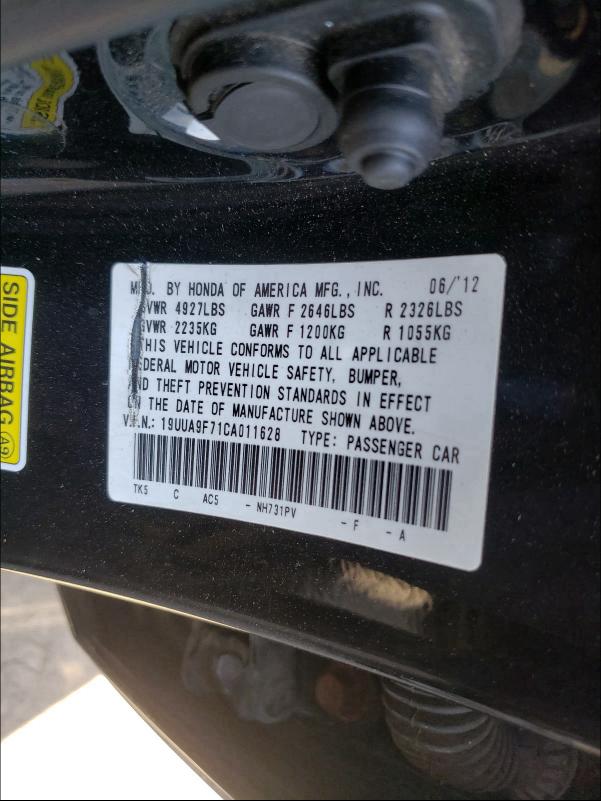 MFD. BY HONDA OF AMERICA MFG., INC. 06/'12
GVWR 4927LBS GAWR F 2646LBS R 2326LBS
GVWR 2235KG GAWR F 1200KG R 1055KG
THIS VEHICLE CONFORMS TO ALL APPLICABLE
FEDERAL MOTOR VEHICLE SAFETY, BUMPER,
AND THEFT PREVENTION STANDARDS IN EFFECT
ON THE DATE OF MANUFACTURE SHOWN ABOVE.
V.I.N.: 19UUA9F71CA011628 TYPE: PASSENGER CAR
TK5 C AC5 - NH731PV - F - A
SIDE AIRBAG A9